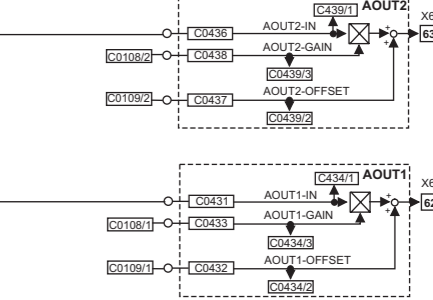 C439/1 AOUT2
X6
C0436 AOUT2-IN
63
C0108/2 C0438 AOUT2-GAIN
C0439/3
C0109/2 C0437 AOUT2-OFFSET
C0439/2
C434/1 AOUT1
X6
C0431 AOUT1-IN
62
C0108/1 C0433 AOUT1-GAIN
C0434/3
C0109/1 C0432 AOUT1-OFFSET
C0434/2